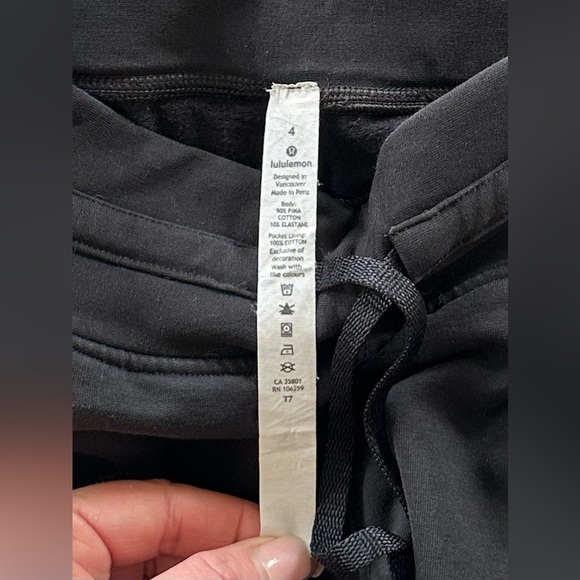 4
lululemon
Designed in
Vancouver
Made in Peru
Body:
90% PIMA
COTTON
10% ELASTANE
Pocket Lining:
100% COTTON
Exclusive of
decoration
Wash with
like colours
CA 35801
RN 106259
T7